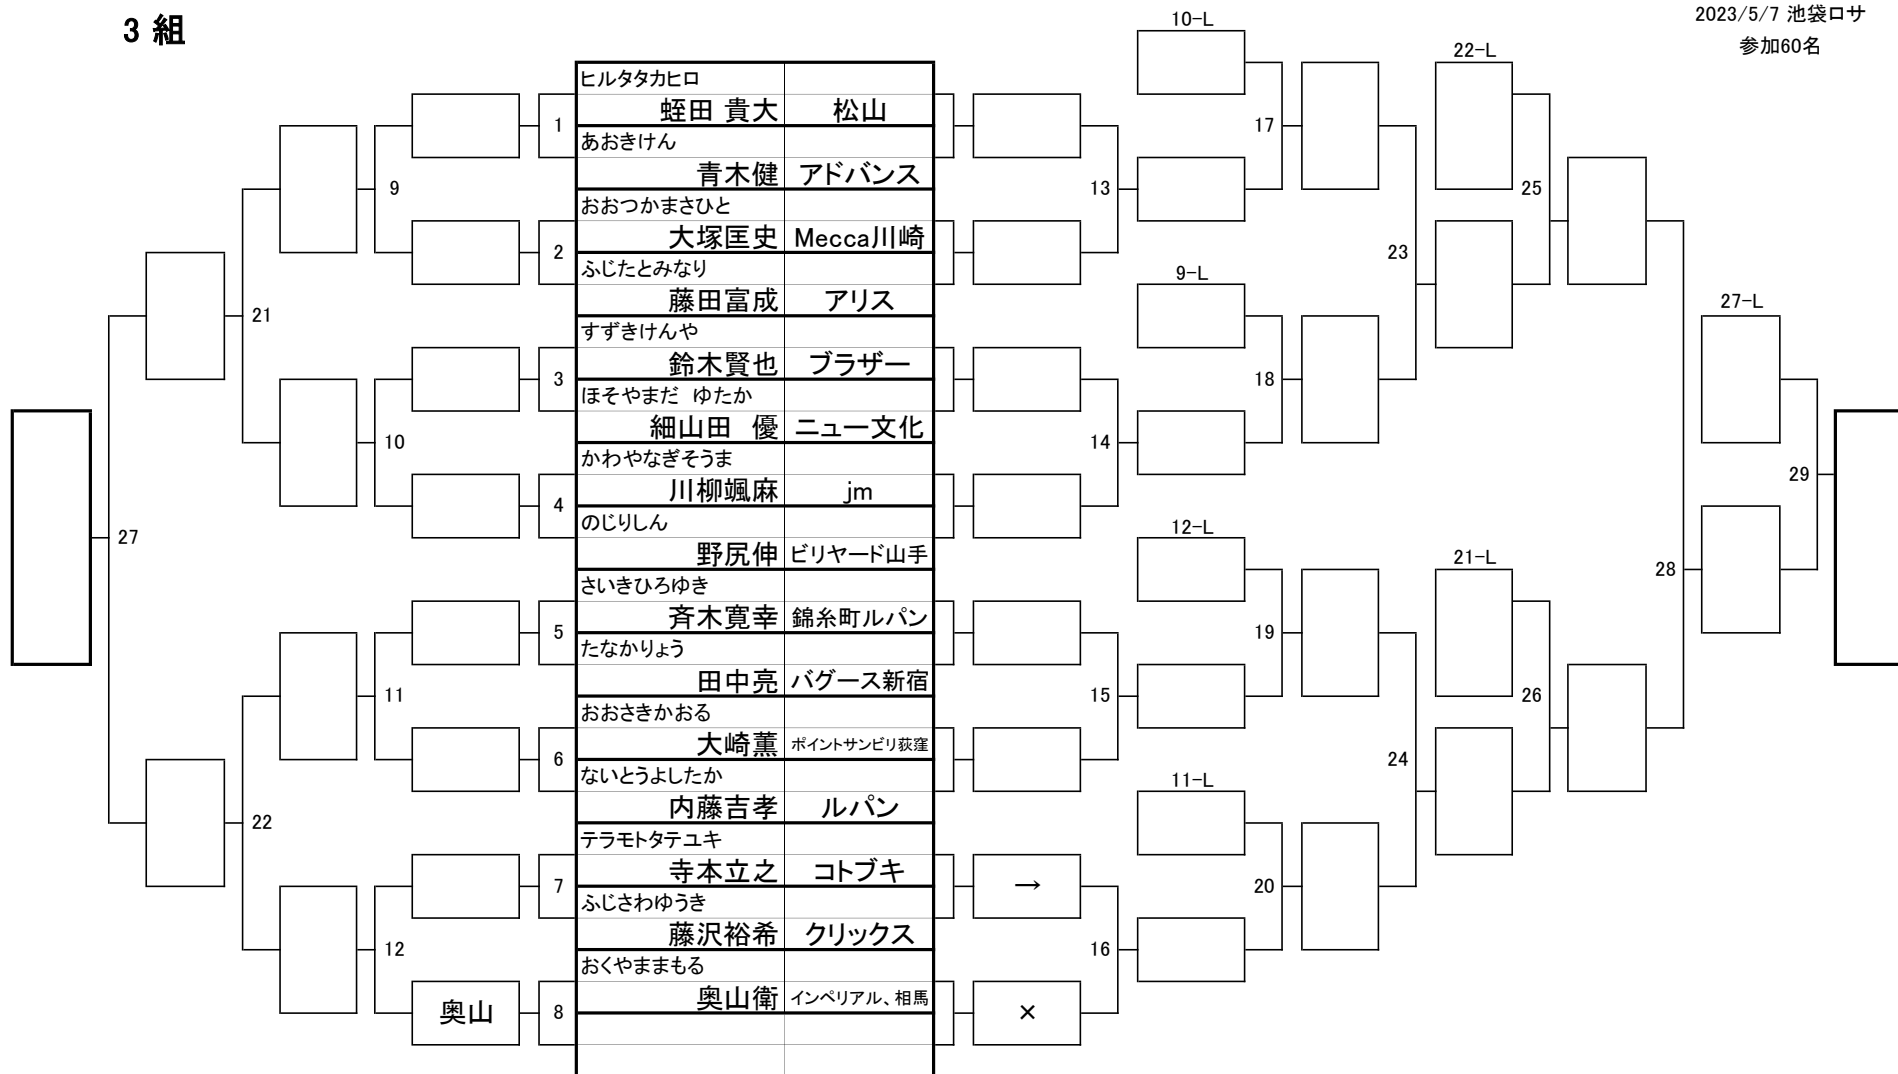 3 組
2023/5/7 池袋ロサ
参加60名
ヒルタタカヒロ
蛭田 貴大 松山
あおきけん
青木健 アドバンス
おおつかまさひと
大塚匡史 Mecca川崎
ふじたとみなり
藤田富成 アリス
すずきけんや
鈴木賢也 ブラザー
ほそやまだ ゆたか
細山田 優 ニュー文化
かわやなぎそうま
川柳颯麻 jm
のじりしん
野尻伸 ビリヤード山手
さいきひろゆき
斉木寛幸 錦糸町ルパン
たなかりょう
田中亮 バグース新宿
おおさきかおる
大崎薫 ポイントサンビリ荻窪
ないとうよしたか
内藤吉孝 ルパン
テラモトタテユキ
寺本立之 コトブキ
ふじさわゆうき
藤沢裕希 クリックス
おくやままもる
奥山衛 インペリアル、相馬
1
2
3
4
5
6
7
8
奥山
9
10
11
12
21
22
27
→
×
13
14
15
16
10-L
9-L
12-L
11-L
17
18
19
20
23
24
22-L
21-L
25
26
28
27-L
29